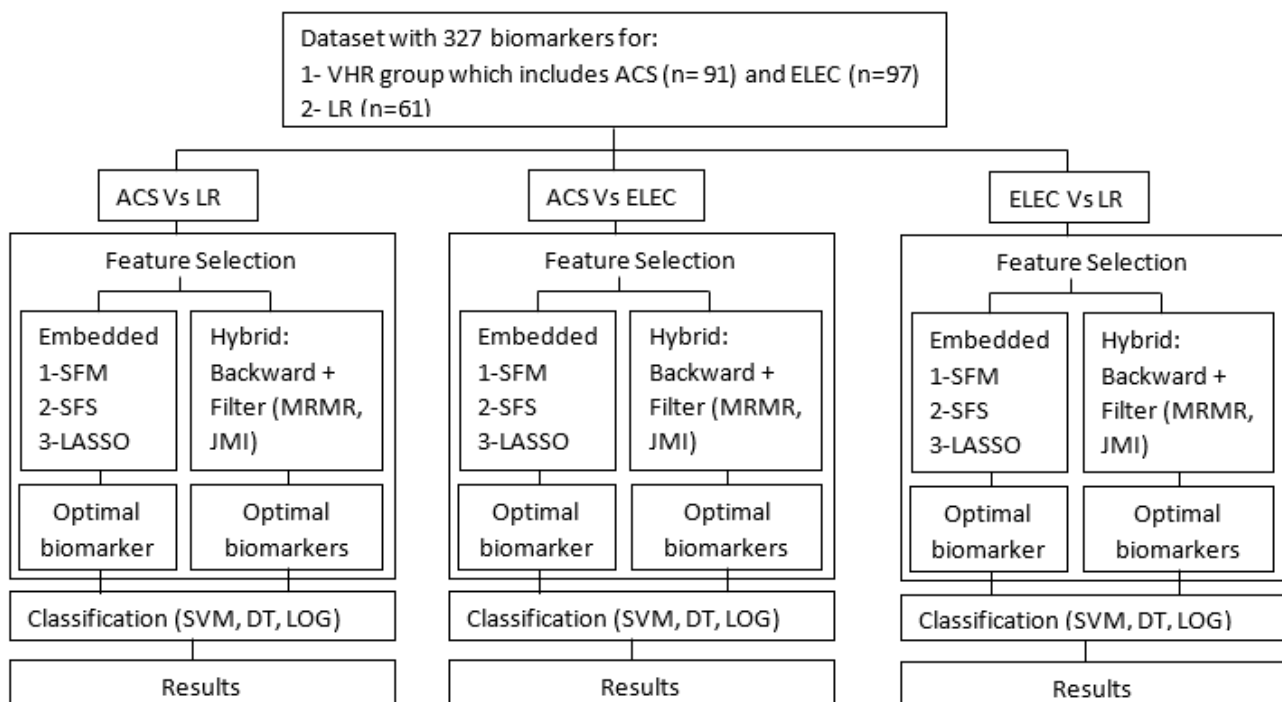 Dataset with 327 biomarkers for:
1- VHR group which includes ACS (n= 91) and ELEC (n=97)
2- LR (n=61)
ACS Vs LR
Feature Selection
Embedded
1-SFM
2-SFS
3-LASSO
Hybrid:
Backward +
Filter (MRMR,
JMI)
Optimal
biomarker
Optimal
biomarkers
Classification (SVM, DT, LOG)
Results
ACS Vs ELEC
Feature Selection
Embedded
1-SFM
2-SFS
3-LASSO
Hybrid:
Backward +
Filter (MRMR,
JMI)
Optimal
biomarker
Optimal
biomarkers
Classification (SVM, DT, LOG)
Results
ELEC Vs LR
Feature Selection
Embedded
1-SFM
2-SFS
3-LASSO
Hybrid:
Backward +
Filter (MRMR,
JMI)
Optimal
biomarker
Optimal
biomarkers
Classification (SVM, DT, LOG)
Results